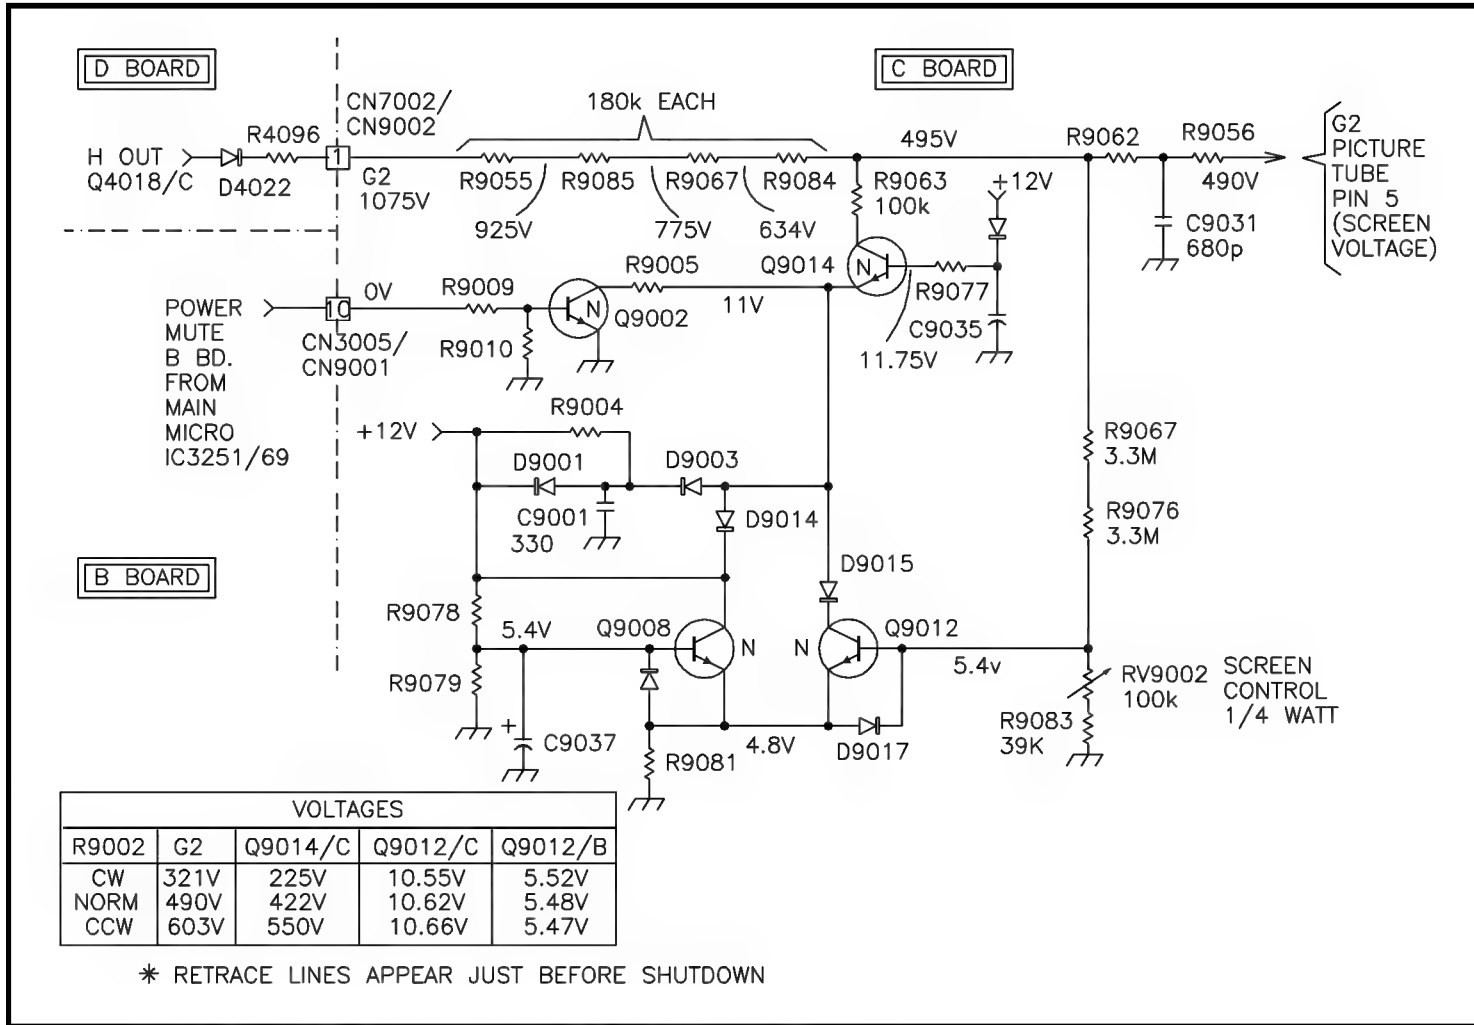 D BOARD
C BOARD
CN7002/
CN9002
180k EACH
R4096
495V
R9062
R9056
G2
PICTURE
TUBE
PIN 5
(SCREEN
VOLTAGE)
H OUT
Q4018/C
D4022
1
G2
1075V
R9055
R9085
R9067
R9084
R9063
100k
+12V
490V
925V
775V
634V
C9031
680p
Q9014
N
R9077
R9005
11V
C9035
11.75V
POWER
MUTE
B BD.
FROM
MAIN
MICRO
IC3251/69
10
0V
R9009
N
Q9002
CN3005/
CN9001
R9010
R9004
+12V
D9001
D9003
C9001
330
D9014
R9067
3.3M
R9076
3.3M
B BOARD
D9015
R9078
5.4V
Q9008
N
N
Q9012
5.4v
R9079
RV9002
100k
SCREEN
CONTROL
1/4 WATT
R9083
39K
+
C9037
R9081
4.8V
D9017
VOLTAGES
R9002 G2 Q9014/C Q9012/C Q9012/B
CW 321V 225V 10.55V 5.52V
NORM 490V 422V 10.62V 5.48V
CCW 603V 550V 10.66V 5.47V
* RETRACE LINES APPEAR JUST BEFORE SHUTDOWN